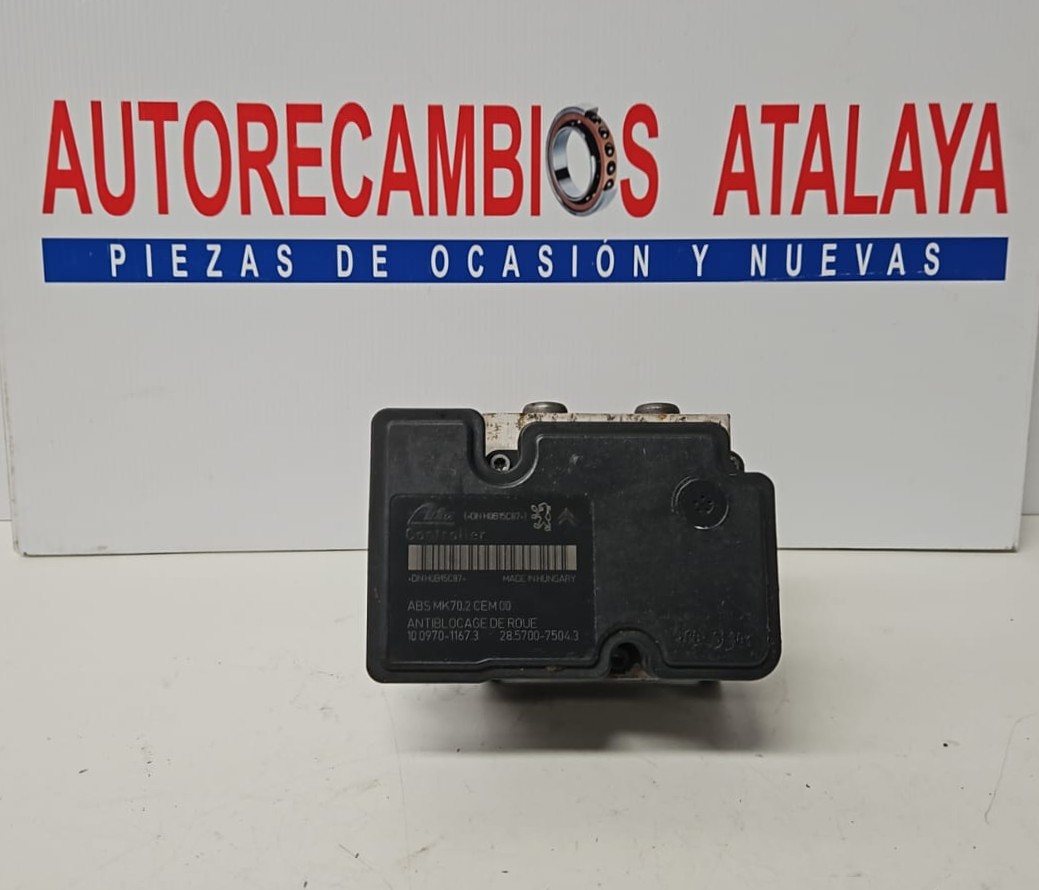 AUTORECAMBIOS ATALAYA
PIEZAS DE OCASIÓN Y NUEVAS
Ate
Controller
MADE IN HUNGARY
ABS MK70.2 CEM 00
ANTIBLOCAGE DE ROUE
10.0970-1167.3 28.5700-7504.3